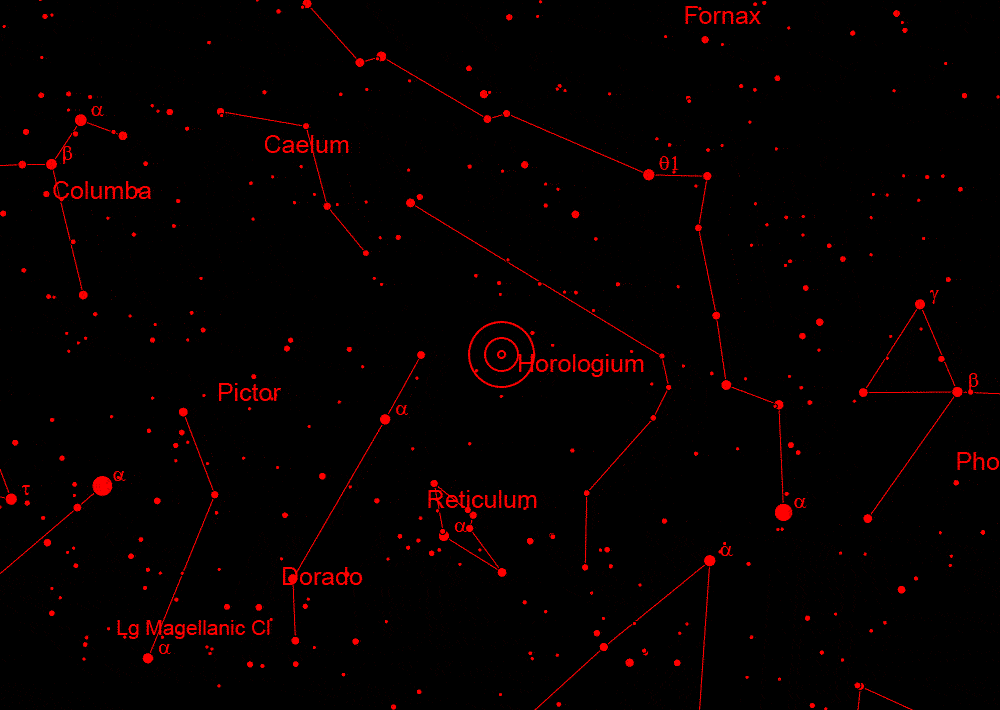 Fornax
α
Caelum
β
θ1
Columba
γ
Horologium
β
Pictor
α
Pho
α
τ
Reticulum
α
α
α
Dorado
Lg Magellanic Cl
α